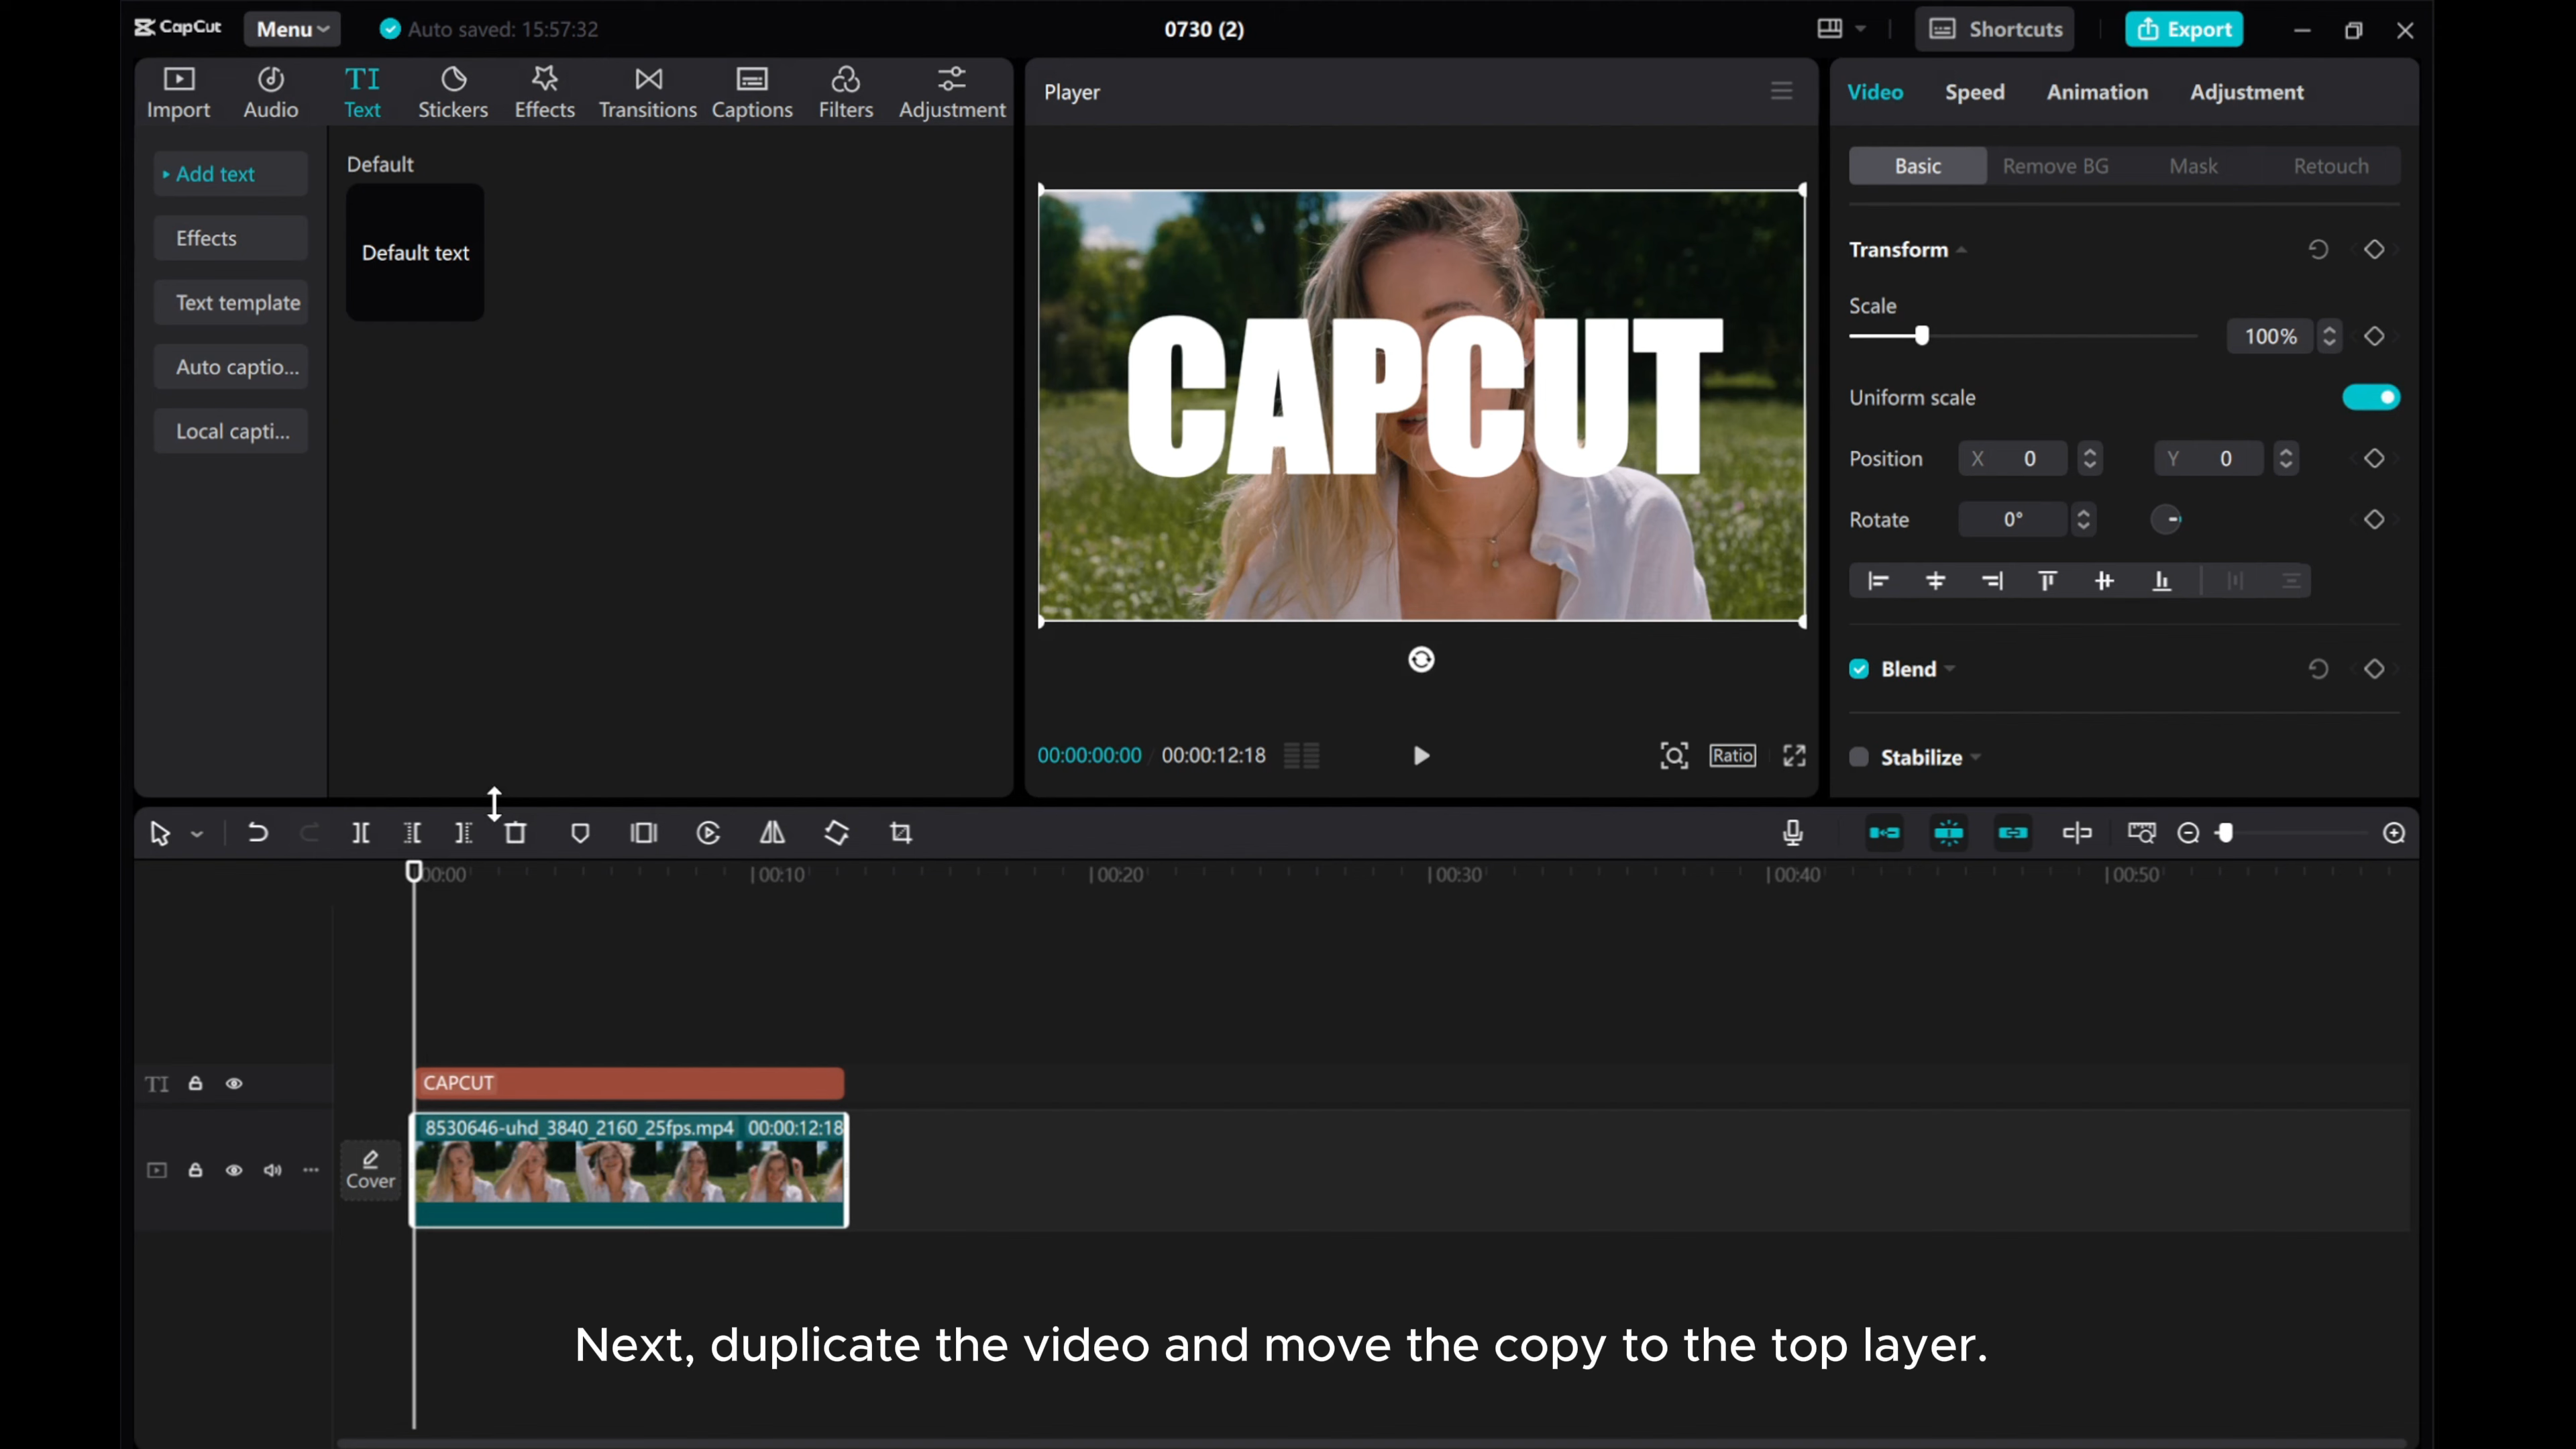 CapCut
Menu
Auto saved: 15:57:32
0730 (2)
Shortcuts
Export
Import
Audio
TI
Text
Stickers
Effects
Transitions
Captions
Filters
Adjustment
Add text
Effects
Text template
Auto captio...
Local capti...
Default
Default text
Player
CAPCUT
00:00:00:00 / 00:00:12:18
Ratio
Video
Speed
Animation
Adjustment
Basic
Remove BG
Mask
Retouch
Transform
Scale
100%
Uniform scale
Position X 0 Y 0
Rotate 0°
Blend
Stabilize
00:00 00:10 00:20 00:30 00:40 00:50
TI
CAPCUT
8530646-uhd_3840_2160_25fps.mp4 00:00:12:18
Cover
Next, duplicate the video and move the copy to the top layer.